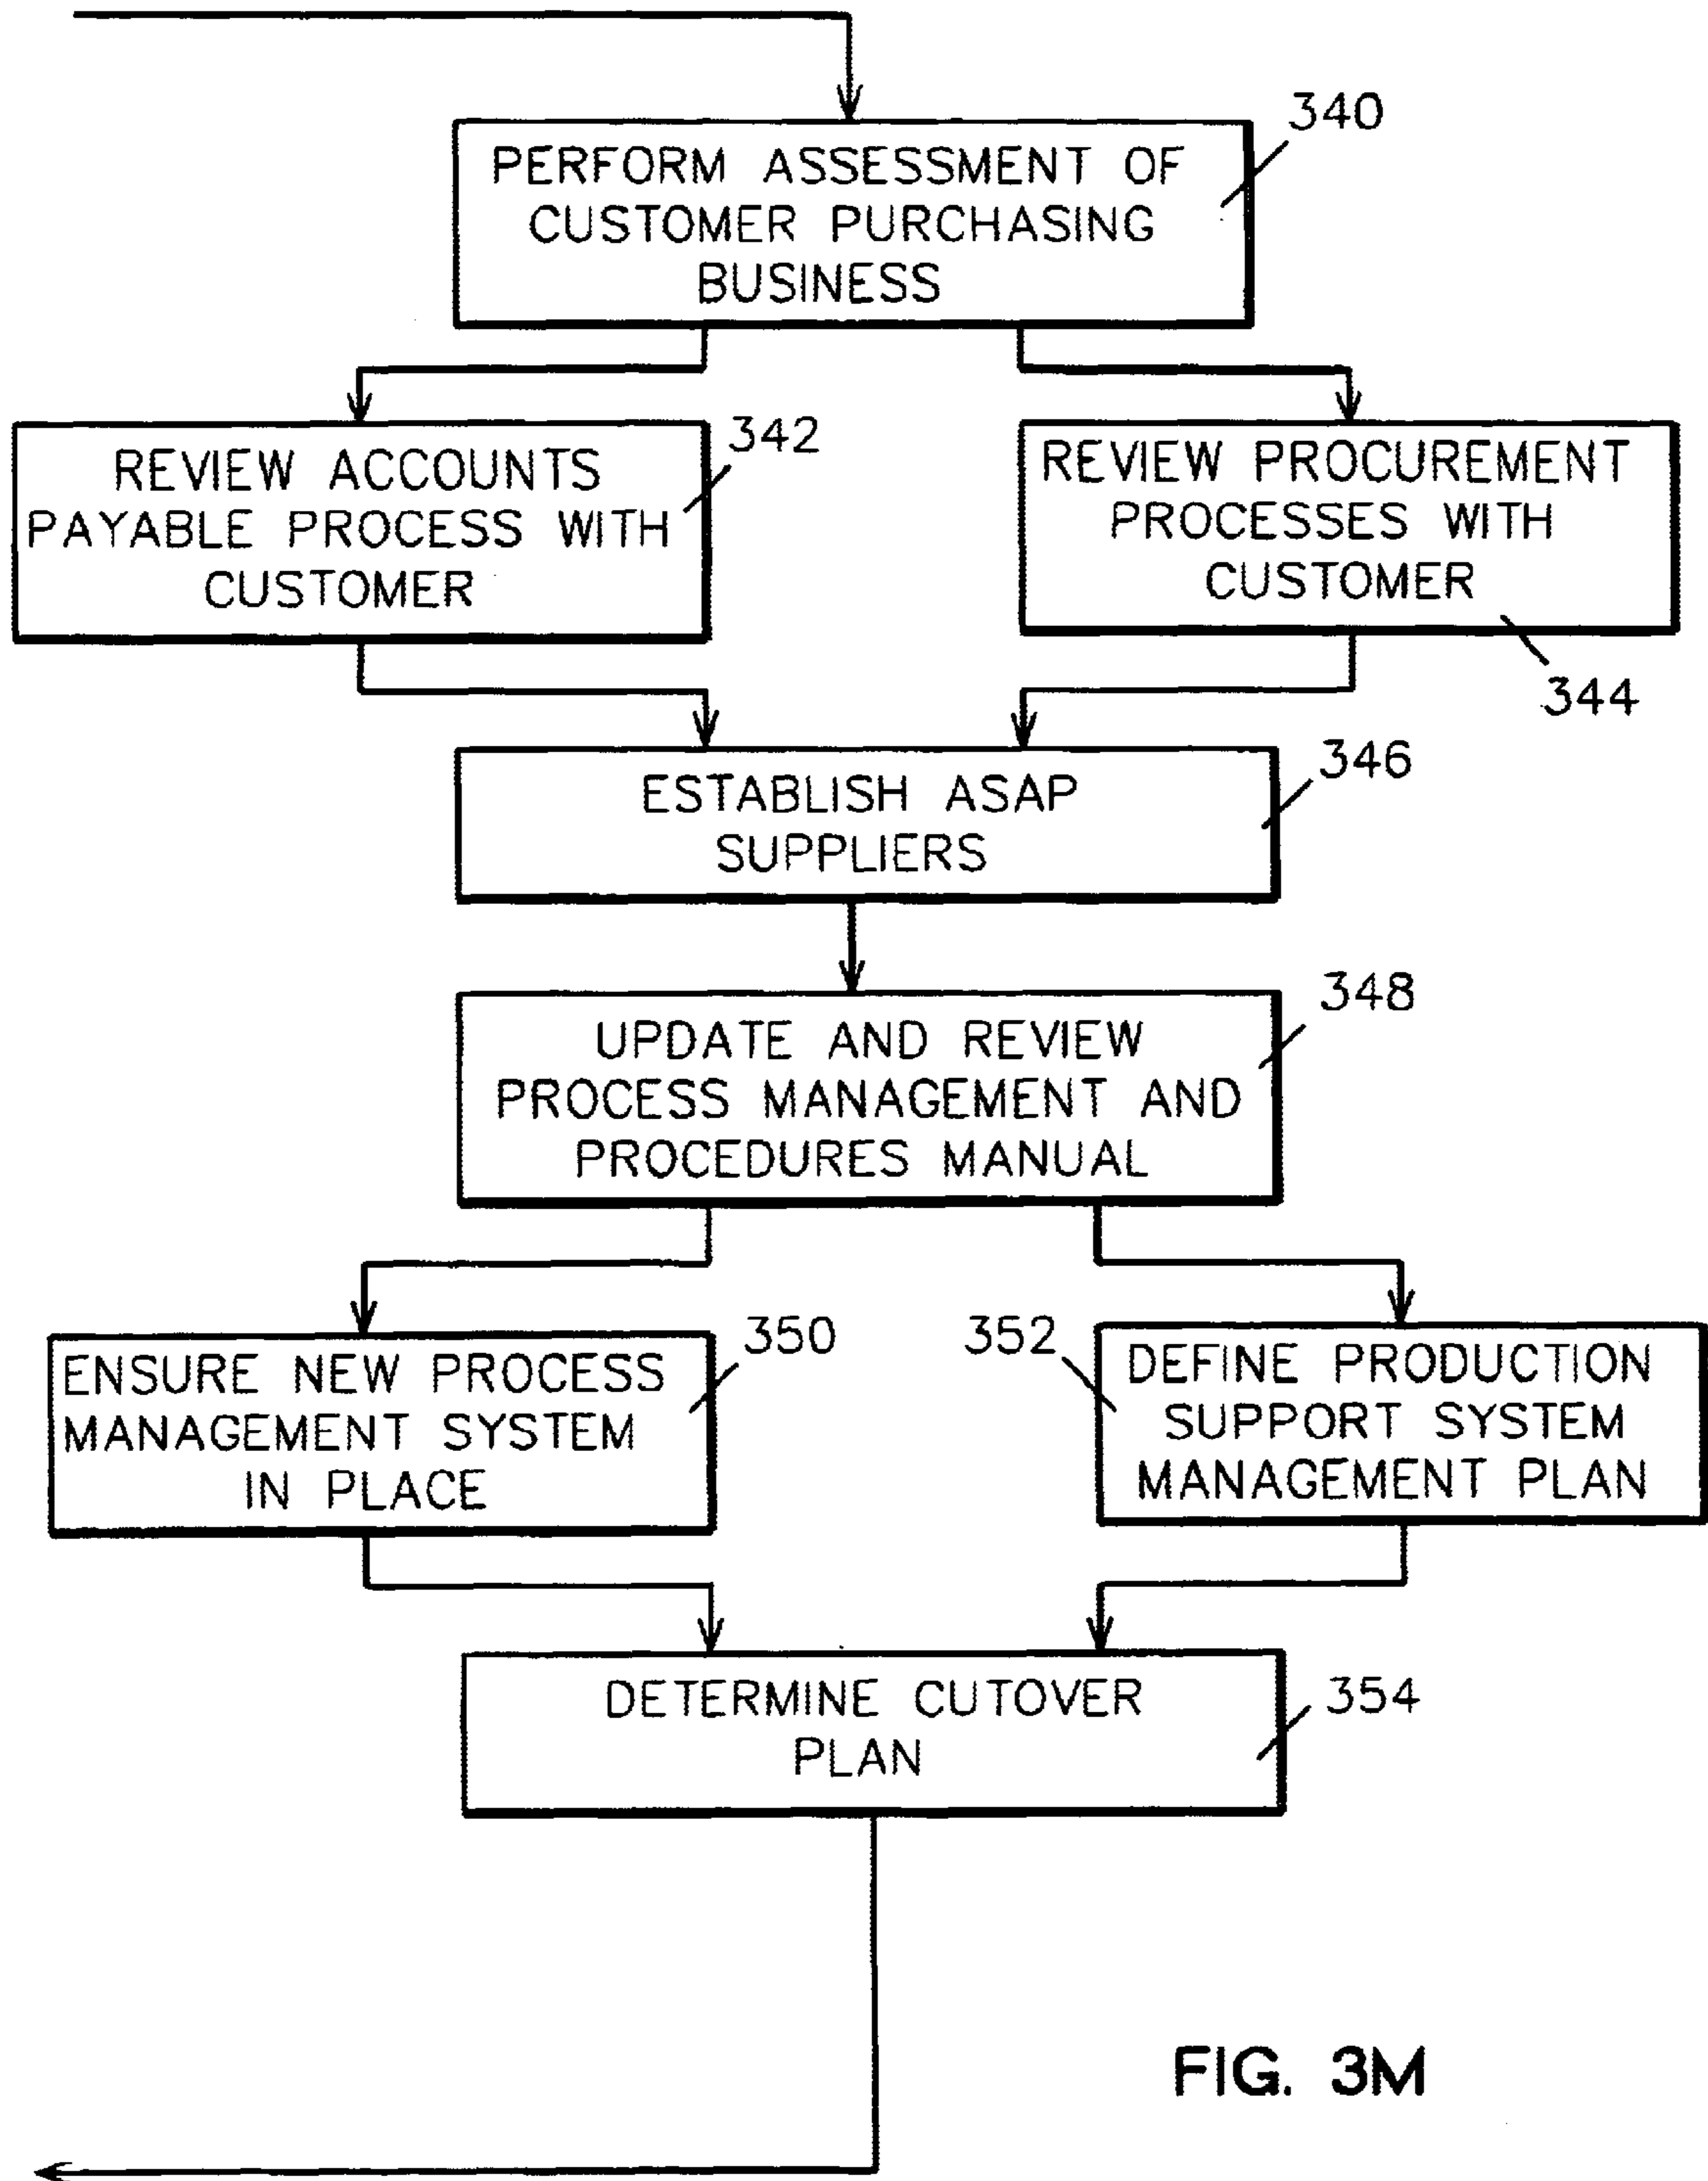 340
PERFORM ASSESSMENT OF
CUSTOMER PURCHASING
BUSINESS
342
REVIEW ACCOUNTS
PAYABLE PROCESS WITH
CUSTOMER
REVIEW PROCUREMENT
PROCESSES WITH
CUSTOMER
344
346
ESTABLISH ASAP
SUPPLIERS
348
UPDATE AND REVIEW
PROCESS MANAGEMENT AND
PROCEDURES MANUAL
350
ENSURE NEW PROCESS
MANAGEMENT SYSTEM
IN PLACE
352
DEFINE PRODUCTION
SUPPORT SYSTEM
MANAGEMENT PLAN
354
DETERMINE CUTOVER
PLAN
FIG. 3M